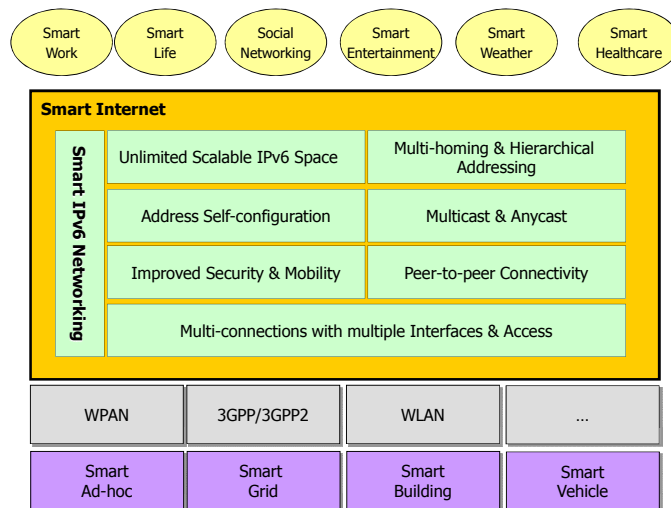 Smart
Work
Smart
Life
Social
Networking
Smart
Entertainment
Smart
Weather
Smart
Healthcare
Smart Internet
Smart IPv6 Networking
Unlimited Scalable IPv6 Space
Multi-homing & Hierarchical
Addressing
Address Self-configuration
Multicast & Anycast
Improved Security & Mobility
Peer-to-peer Connectivity
Multi-connections with multiple Interfaces & Access
WPAN
3GPP/3GPP2
WLAN
...
Smart
Ad-hoc
Smart
Grid
Smart
Building
Smart
Vehicle